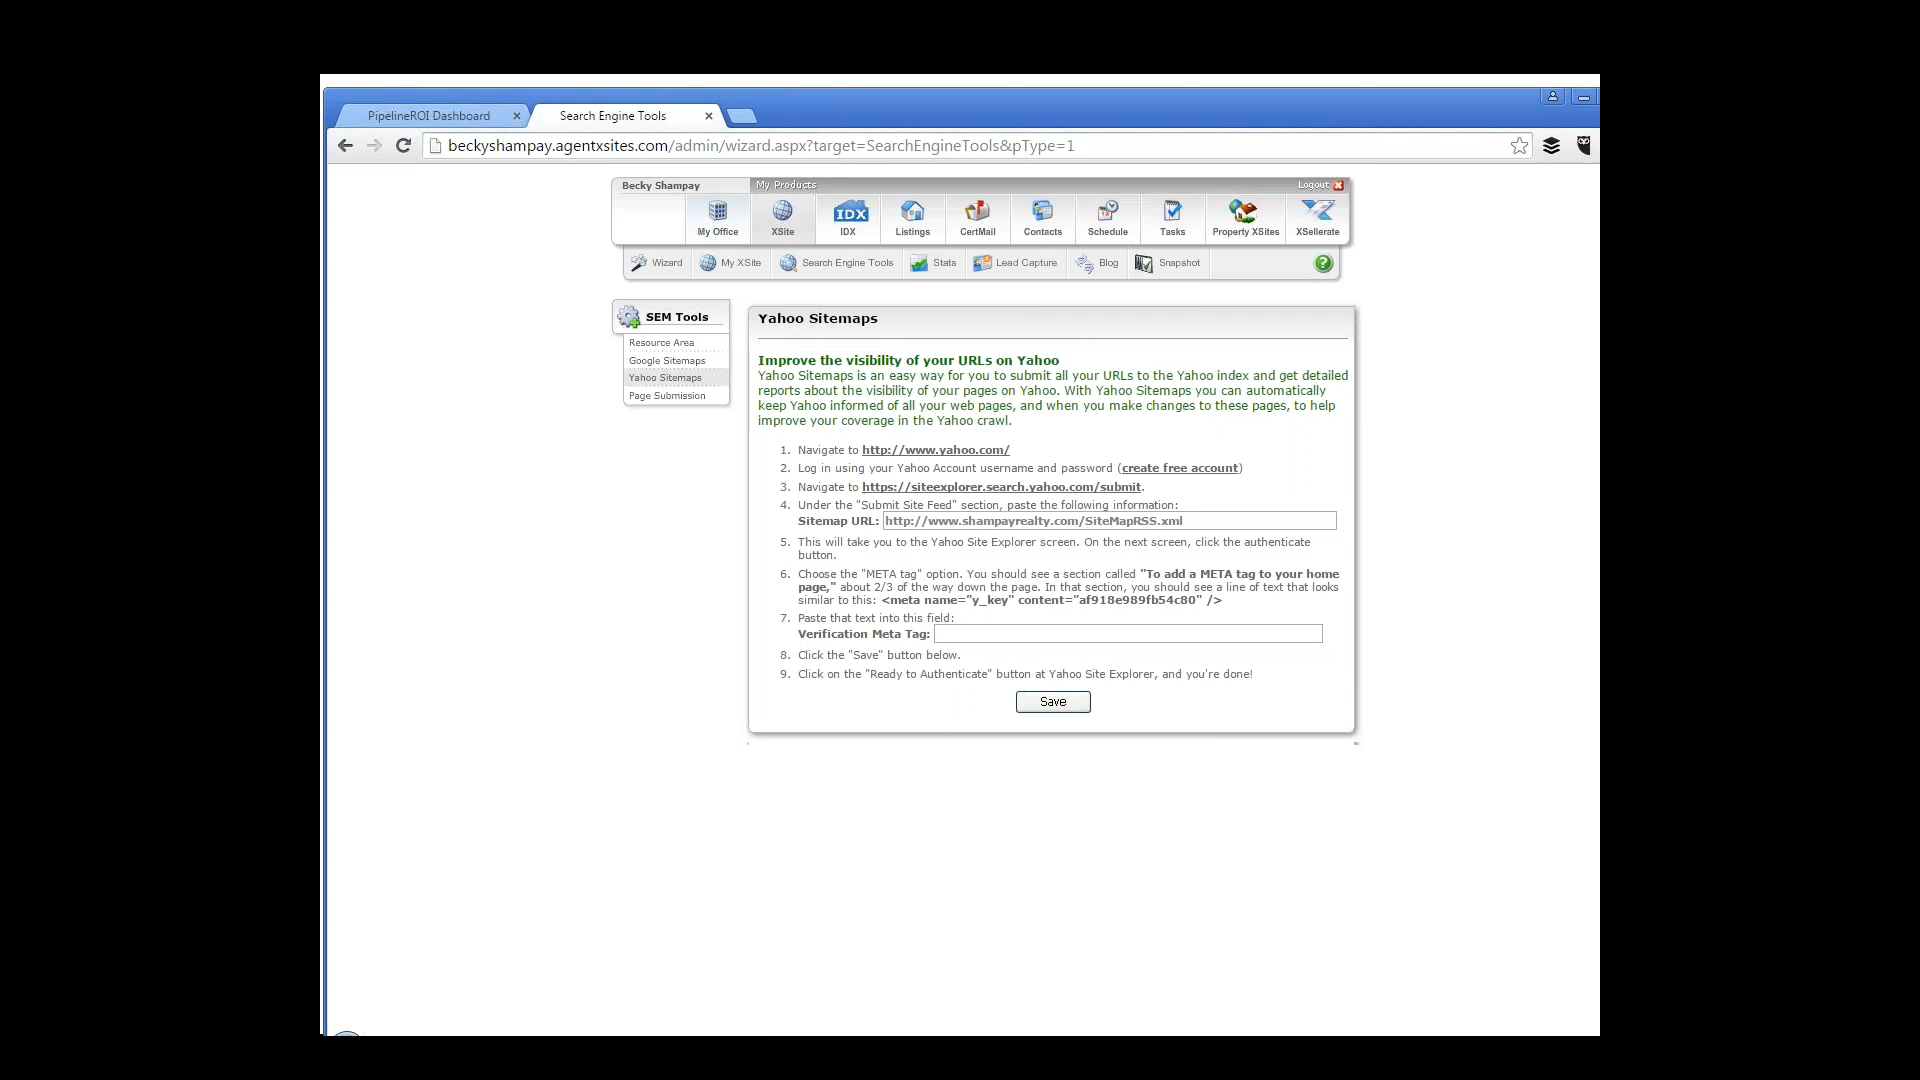 PipelineROI Dashboard
Search Engine Tools
beckyshampay.agentxsites.com/admin/wizard.aspx?target=SearchEngineTools&pType=1
Becky Shampay
My Products
Logout
My Office
XSite
IDX
IDX
Listings
CertMail
Contacts
Schedule
Tasks
Property XSites
XSellerate
Wizard
My XSite
Search Engine Tools
Stats
Lead Capture
Blog
Snapshot
SEM Tools
Resource Area
Google Sitemaps
Yahoo Sitemaps
Page Submission
Yahoo Sitemaps
Improve the visibility of your URLs on Yahoo
Yahoo Sitemaps is an easy way for you to submit all your URLs to the Yahoo index and get detailed
reports about the visibility of your pages on Yahoo. With Yahoo Sitemaps you can automatically
keep Yahoo informed of all your web pages, and when you make changes to these pages, to help
improve your coverage in the Yahoo crawl.
1. Navigate to http://www.yahoo.com/
2. Log in using your Yahoo Account username and password (create free account)
3. Navigate to https://siteexplorer.search.yahoo.com/submit.
4. Under the "Submit Site Feed" section, paste the following information:
Sitemap URL: http://www.shampayrealty.com/SiteMapRSS.xml
5. This will take you to the Yahoo Site Explorer screen. On the next screen, click the authenticate
button.
6. Choose the "META tag" option. You should see a section called "To add a META tag to your home
page," about 2/3 of the way down the page. In that section, you should see a line of text that looks
similar to this: <meta name="y_key" content="af918e989fb54c80" />
7. Paste that text into this field:
Verification Meta Tag:
8. Click the "Save" button below.
9. Click on the "Ready to Authenticate" button at Yahoo Site Explorer, and you're done!
Save